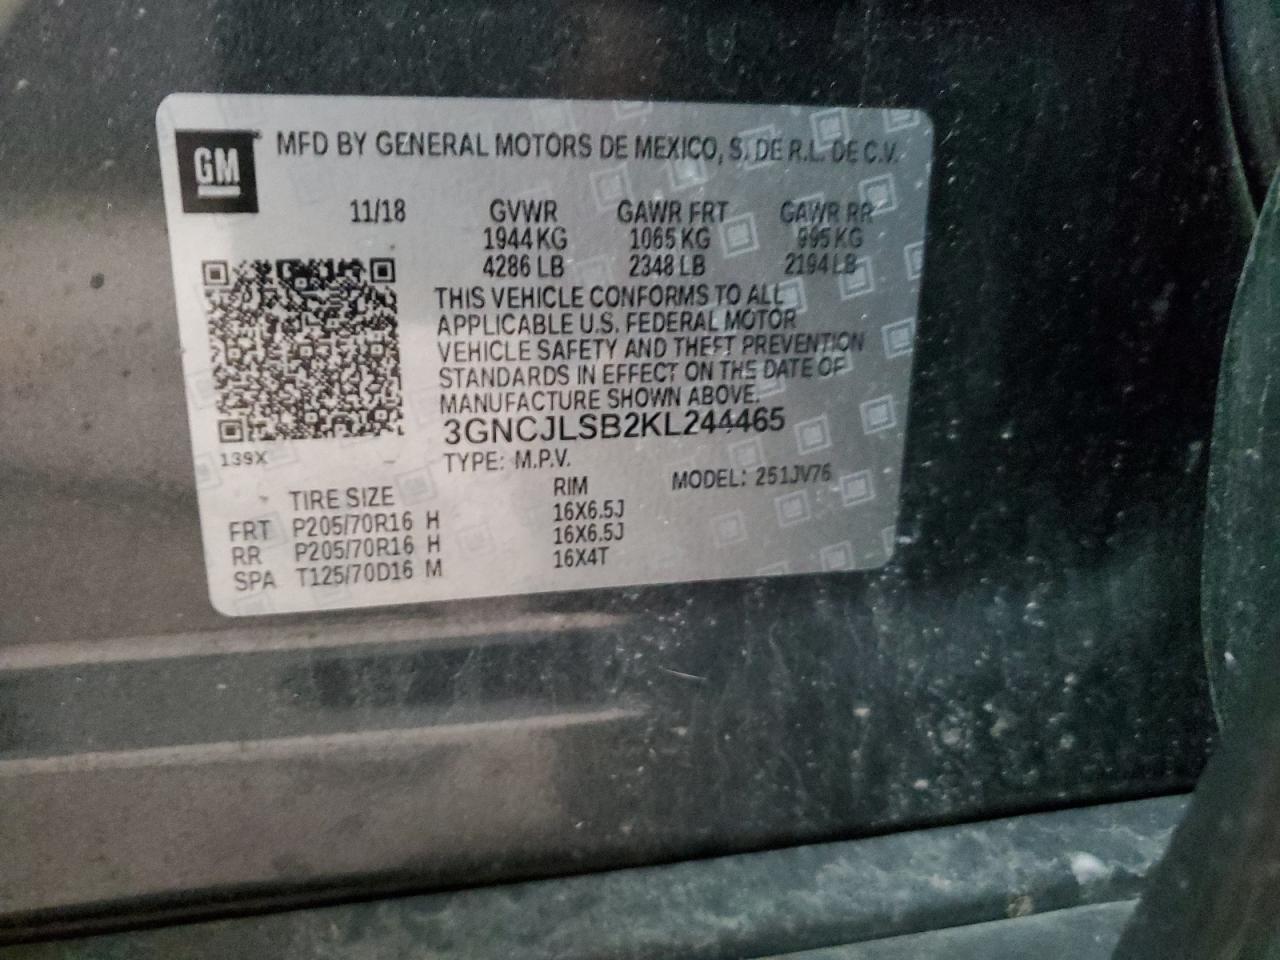 GM
MFD BY GENERAL MOTORS DE MEXICO, S. DE R.L. DE C.V.
11/18 GVWR GAWR FRT GAWR RR
1944 KG 1065 KG 995 KG
4286 LB 2348 LB 2194 LB
THIS VEHICLE CONFORMS TO ALL
APPLICABLE U.S. FEDERAL MOTOR
VEHICLE SAFETY AND THEFT PREVENTION
STANDARDS IN EFFECT ON THE DATE OF
MANUFACTURE SHOWN ABOVE.
3GNCJLSB2KL244465
139X
TYPE: M.P.V. MODEL: 251JV76
TIRE SIZE RIM
FRT P205/70R16 H 16X6.5J
RR P205/70R16 H 16X6.5J
SPA T125/70D16 M 16X4T